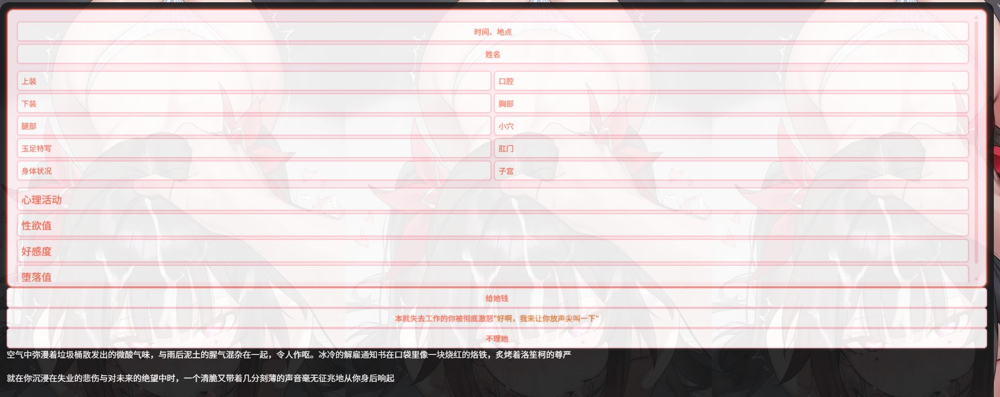 时间、地点
姓名
上装
口腔
下装
胸部
腿部
小穴
玉足特写
肛门
身体状况
子宫
心理活动
性欲值
好感度
堕落值
给她钱
本就失去工作的你被彻底激怒"好啊，我来让你放声尖叫一下"
不理她
空气中弥漫着垃圾桶散发出的微酸气味，与雨后泥土的腥气混杂在一起，令人作呕。冰冷的解雇通知书在口袋里像一块烧红的烙铁，炙烤着洛笙柯的尊严
就在你沉浸在失业的悲伤与对未来的绝望中时，一个清脆又带着几分刻薄的声音毫无征兆地从你身后响起